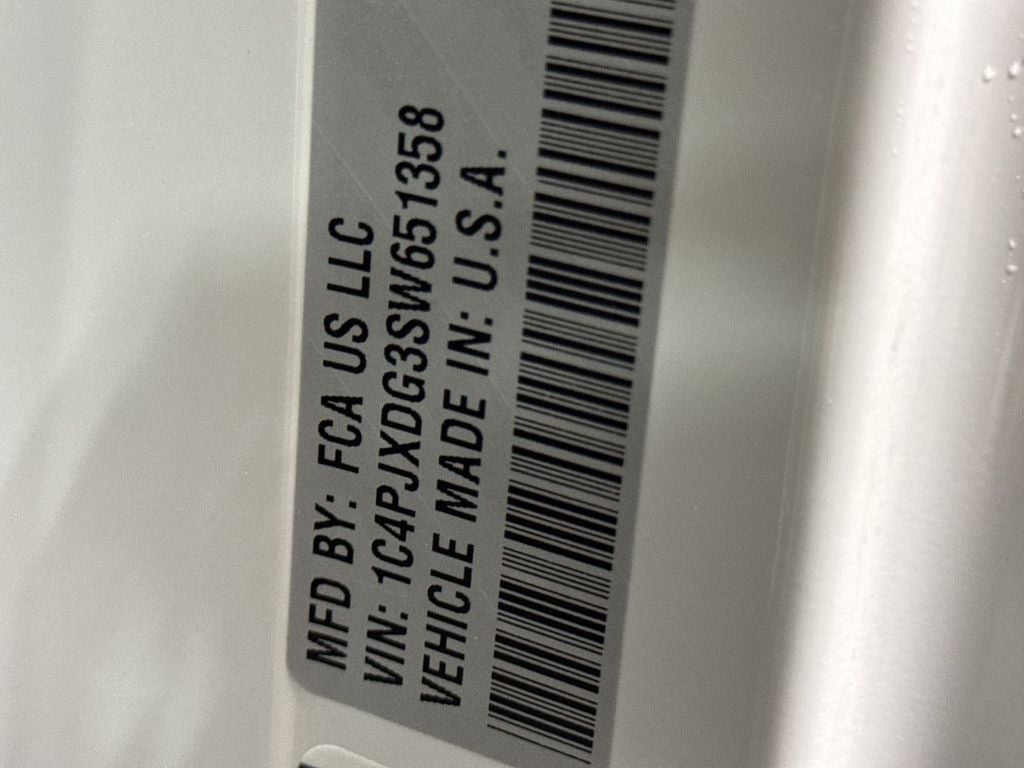 MFD BY: FCA US LLC
VIN: 1C4PJXDG3SW651358
VEHICLE MADE IN: U.S.A.